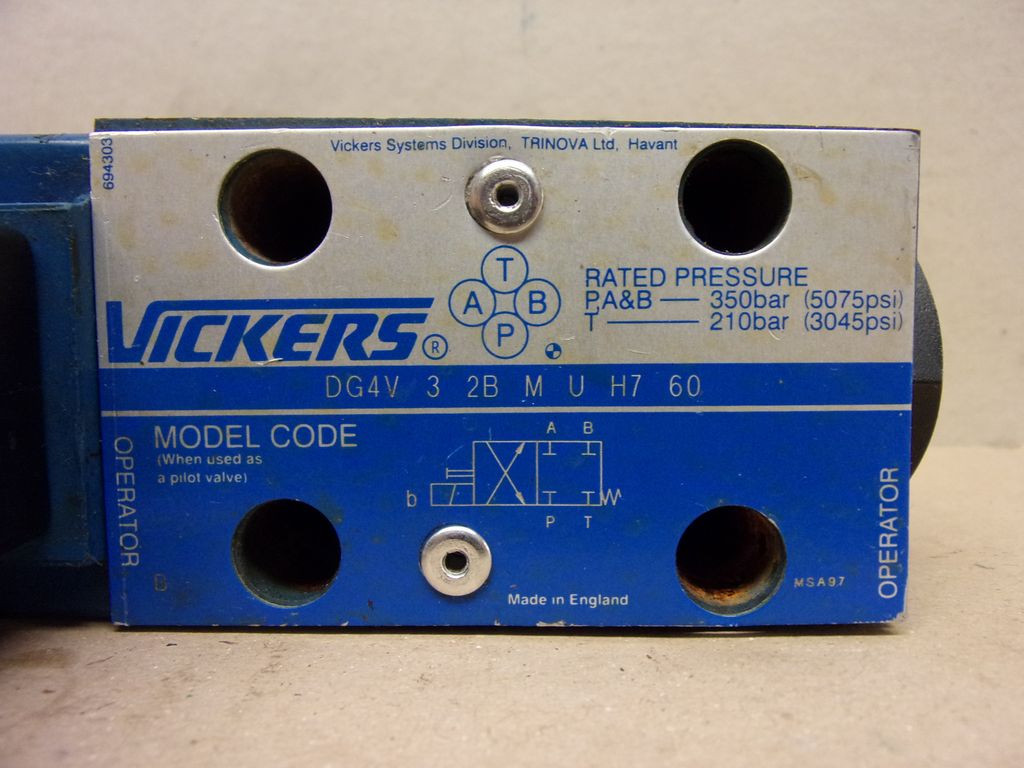 Vickers Systems Division, TRINOVA Ltd, Havant
694303
T
A B
P
RATED PRESSURE
P,A&B — 350bar (5075psi)
T — 210bar (3045psi)
VICKERS®
DG4V 3 2B M U H7 60
MODEL CODE
(When used as
a pilot valve)
OPERATOR
A B
b
P T
OPERATOR
MSA97
Made in England